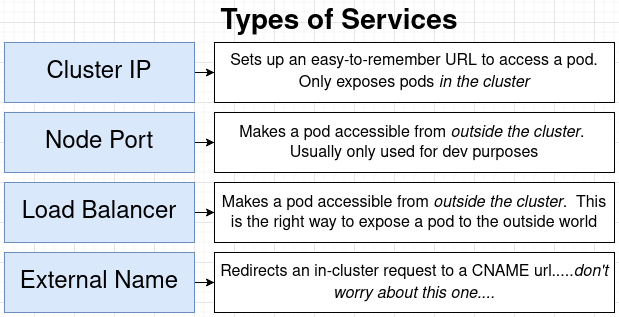 Types of Services
Cluster IP
Sets up an easy-to-remember URL to access a pod.
Only exposes pods in the cluster
Node Port
Makes a pod accessible from outside the cluster.
Usually only used for dev purposes
Load Balancer
Makes a pod accessible from outside the cluster. This
is the right way to expose a pod to the outside world
External Name
Redirects an in-cluster request to a CNAME url.....don't
worry about this one....